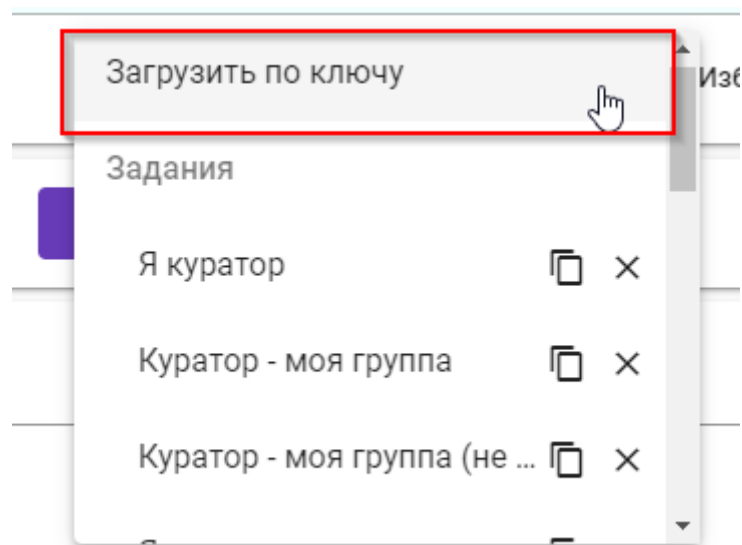 Загрузить по ключу
Задания
Я куратор
Куратор - моя группа
Куратор - моя группа (не ...